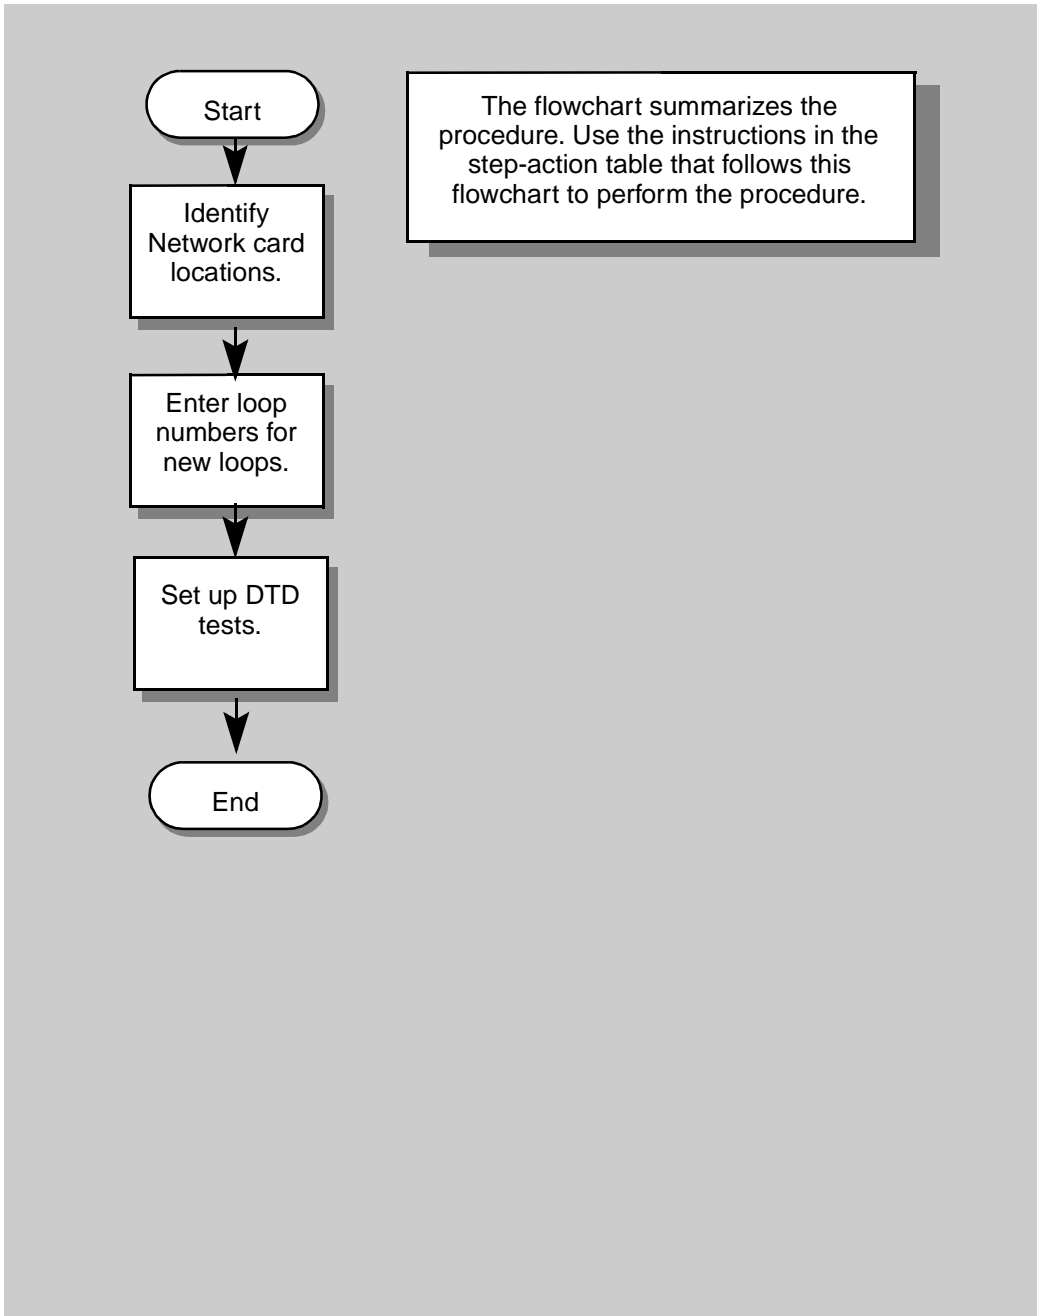 Start
The flowchart summarizes the
procedure. Use the instructions in the
step-action table that follows this
flowchart to perform the procedure.
Identify
Network card
locations.
Enter loop
numbers for
new loops.
Set up DTD
tests.
End